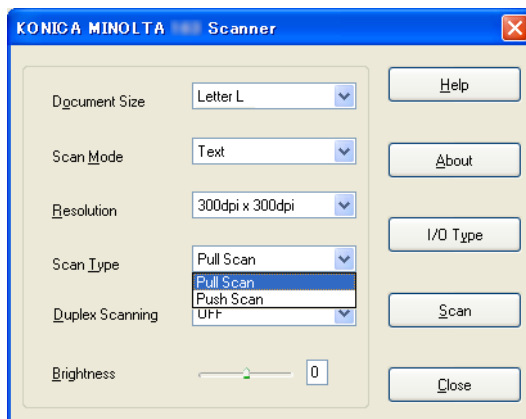 KONICA MINOLTA Scanner
Document Size Letter L
Help
Scan Mode Text
About
Resolution 300dpi x 300dpi
I/O Type
Scan Type Pull Scan
Pull Scan
Push Scan
Duplex Scanning OFF
Scan
Brightness 0
Close